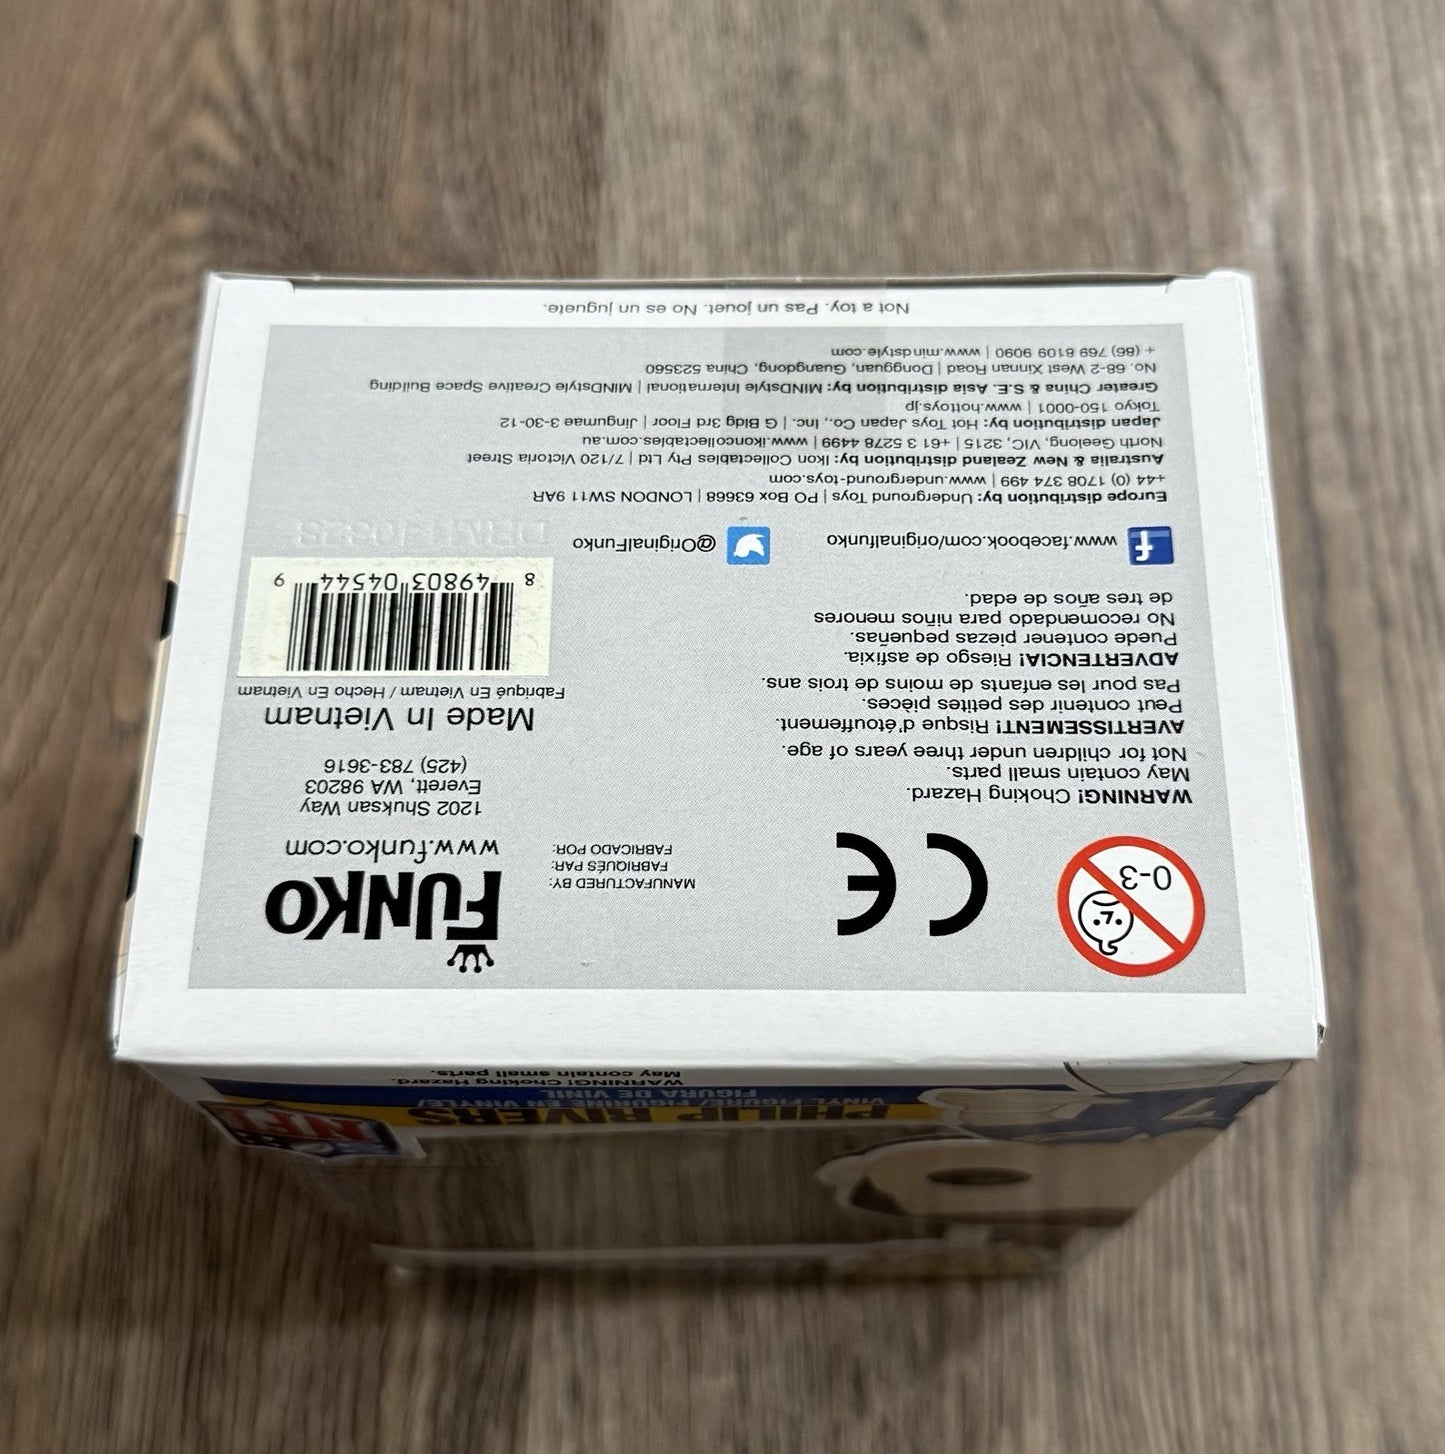 7
PHILIP RIVERS
NFL
VINYL FIGURE/FIGURINE EN VINYLE/
FIGURA DE VINIL
WARNING! Choking Hazard.
May contain small parts.
0-3
CE
MANUFACTURED BY:
FABRIQUÉS PAR:
FABRICADO POR:
FUNKO
www.funko.com
1202 Shuksan Way
Everett, WA 98203
(425) 783-3616
Made In Vietnam
Fabriqué En Vietnam / Hecho En Vietnam
8 49803 04544 9
WARNING! Choking Hazard.
May contain small parts.
Not for children under three years of age.
AVERTISSEMENT! Risque d'étouffement.
Peut contenir des petites pièces.
Pas pour les enfants de moins de trois ans.
ADVERTENCIA! Riesgo de asfixia.
Puede contener piezas pequeñas.
No recomendado para niños menores
de tres años de edad.
www.facebook.com/originalfunko
@OriginalFunko
Europe distribution by: Underground Toys | PO Box 63668 | LONDON SW11 9AR
+44 (0) 1708 374 499 | www.underground-toys.com
Australia & New Zealand distribution by: Ikon Collectables Pty Ltd | 7/120 Victoria Street
North Geelong, VIC, 3215 | +61 3 5278 4499 | www.ikoncollectables.com.au
Japan distribution by: Hot Toys Japan Co., Inc. | G Bldg 3rd Floor | Jingumae 3-30-12
Tokyo 150-0001 | www.hottoys.jp
Greater China & S.E. Asia distribution by: MINDstyle International | MINDstyle Creative Space Building
No. 68-2 West Xinnan Road | Dongguan, Guangdong, China 523560
+ (86) 769 8109 9090 | www.mindstyle.com
Not a toy. Pas un jouet. No es un juguete.